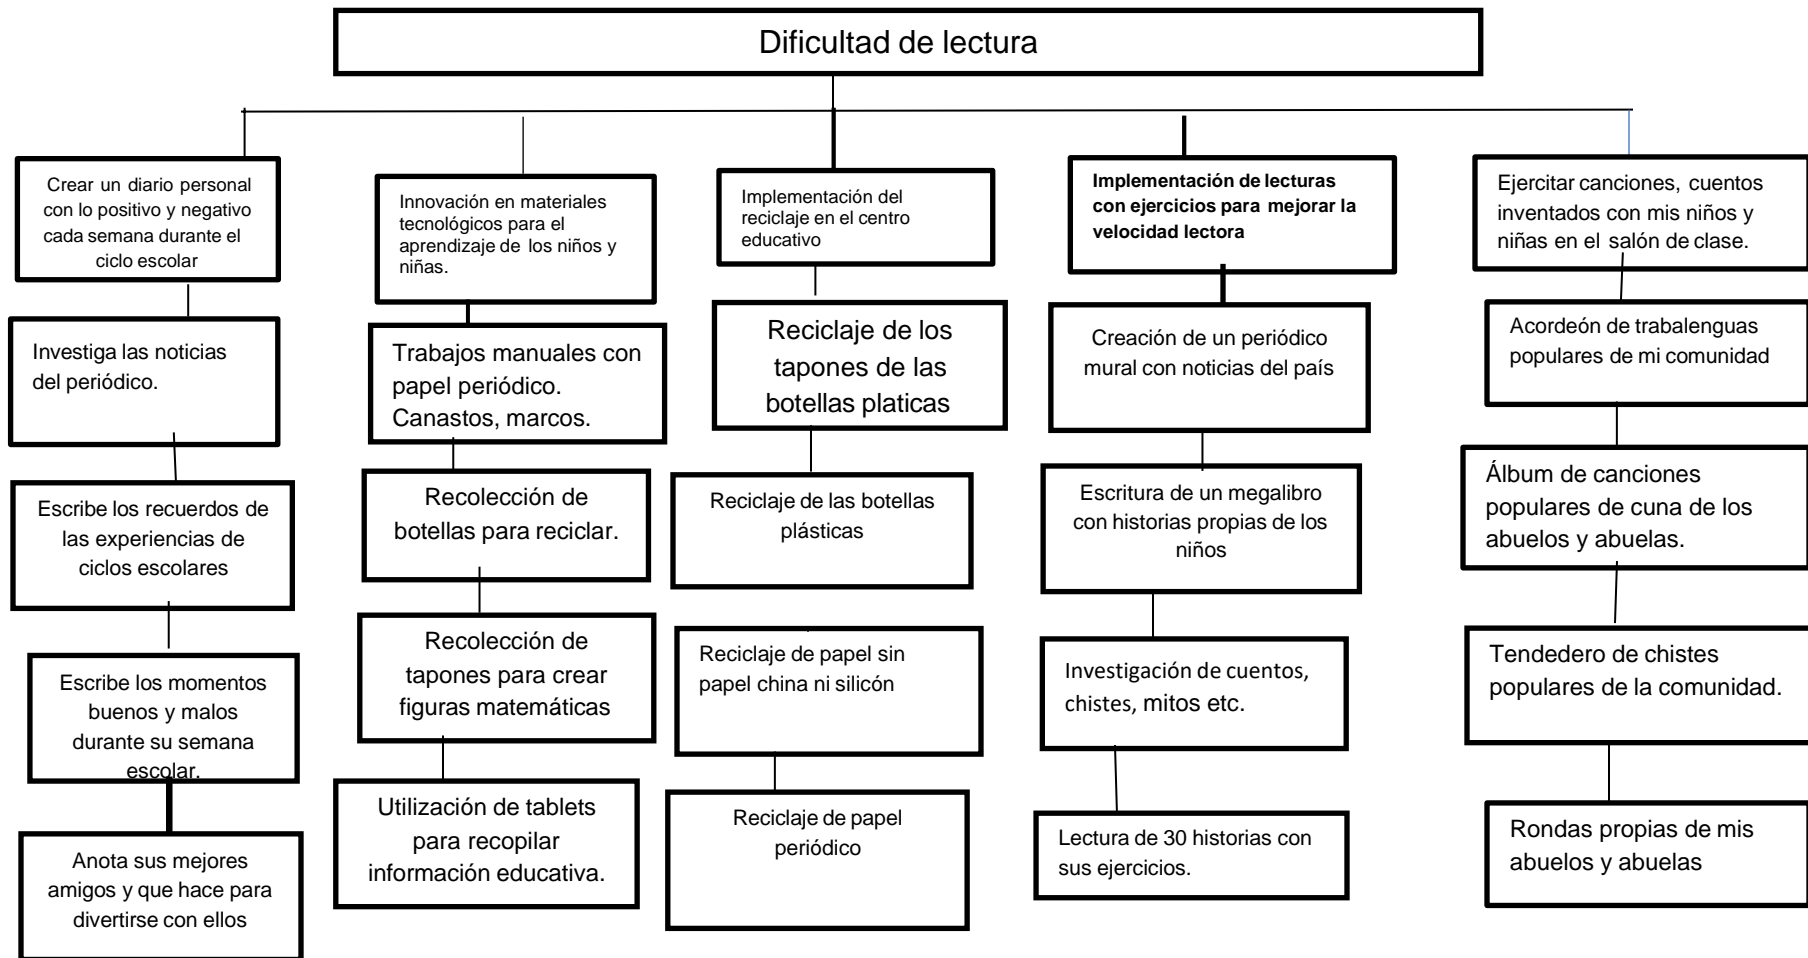 Dificultad de lectura
Crear un diario personal
con lo positivo y negativo
cada semana durante el
ciclo escolar
Investiga las noticias
del periódico.
Escribe los recuerdos de
las experiencias de
ciclos escolares
Escribe los momentos
buenos y malos
durante su semana
escolar.
Anota sus mejores
amigos y que hace para
divertirse con ellos
Innovación en materiales
tecnológicos para el
aprendizaje de los niños y
niñas.
Trabajos manuales con
papel periódico.
Canastos, marcos.
Recolección de
botellas para reciclar.
Recolección de
tapones para crear
figuras matemáticas
Utilización de tablets
para recopilar
información educativa.
Implementación del
reciclaje en el centro
educativo
Reciclaje de los
tapones de las
botellas platicas
Reciclaje de las botellas
plásticas
Reciclaje de papel sin
papel china ni silicón
Reciclaje de papel
periódico
Implementación de lecturas
con ejercicios para mejorar la
velocidad lectora
Creación de un periódico
mural con noticias del país
Escritura de un megalibro
con historias propias de los
niños
Investigación de cuentos,
chistes, mitos etc.
Lectura de 30 historias con
sus ejercicios.
Ejercitar canciones, cuentos
inventados con mis niños y
niñas en el salón de clase.
Acordeón de trabalenguas
populares de mi comunidad
Álbum de canciones
populares de cuna de los
abuelos y abuelas.
Tendedero de chistes
populares de la comunidad.
Rondas propias de mis
abuelos y abuelas